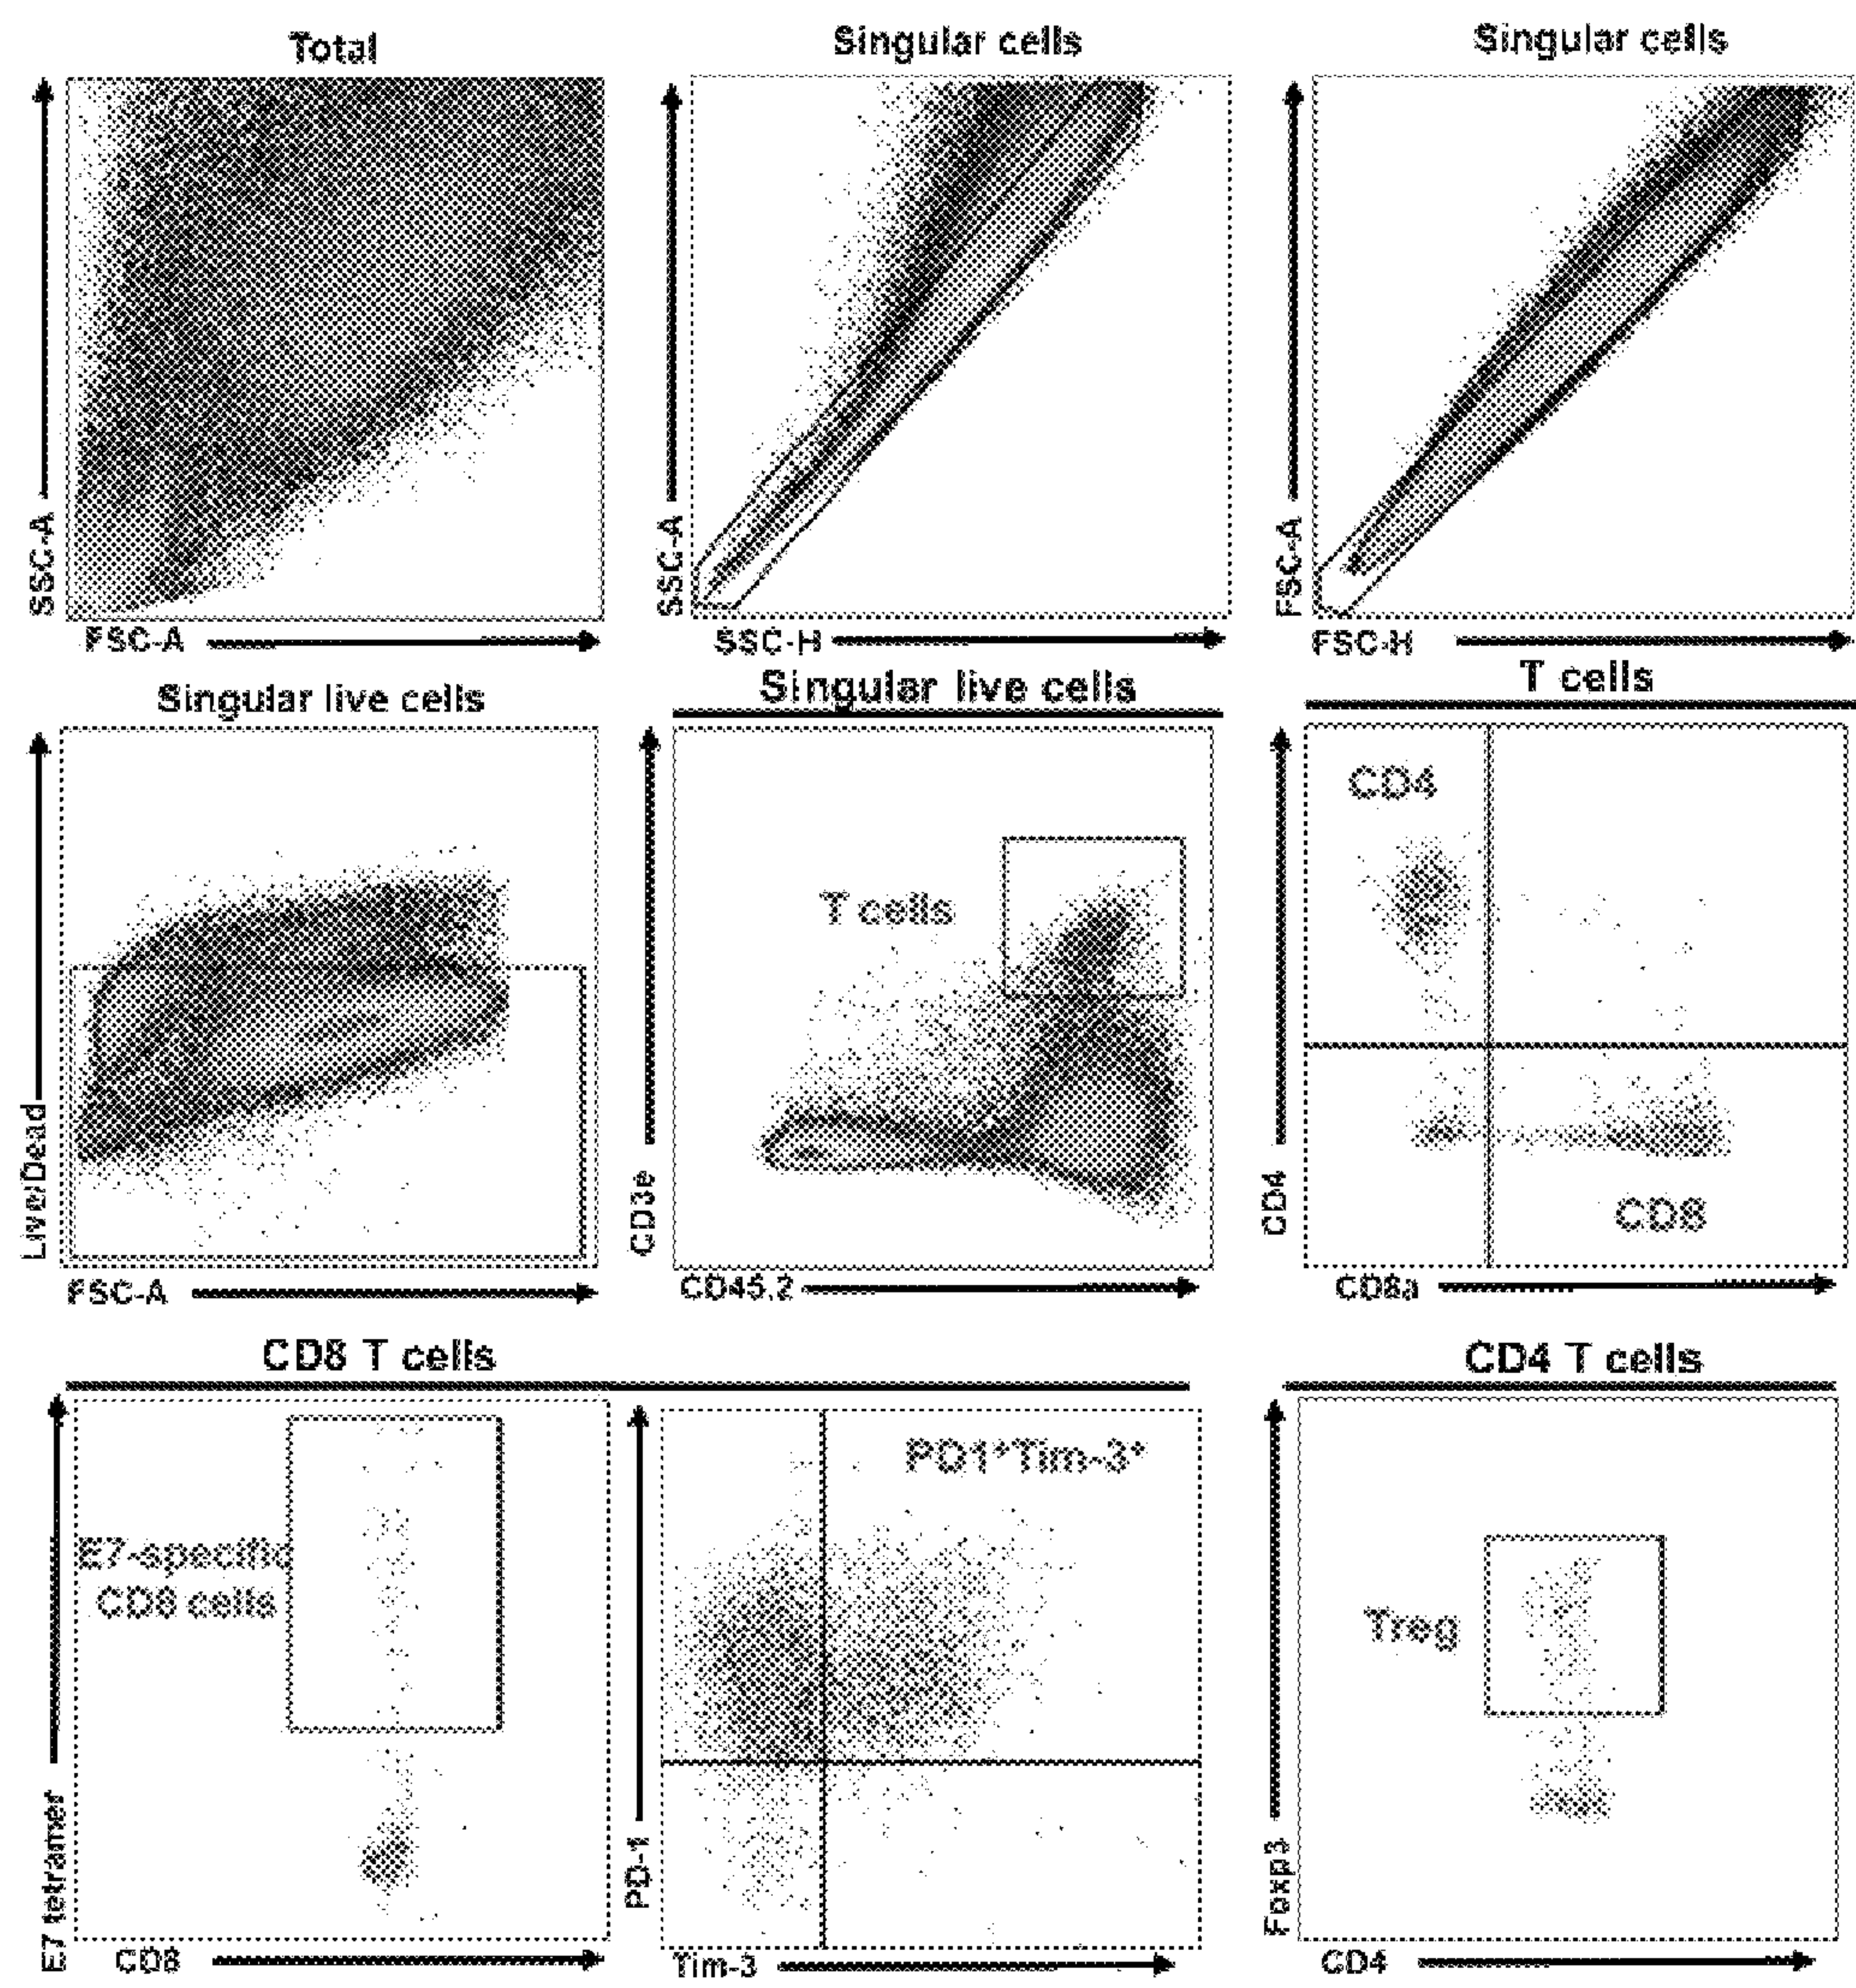 Total
Singular cells
Singular cells
SSC-A
FSC-A
SSC-A
SSC-H
FSC-A
FSC-H
Singular live cells
Singular live cells
T cells
Live/Dead
FSC-A
T cells
CD3e
CD45.2
CD4
CD8
CD4
CD8a
CD8 T cells
CD4 T cells
E7-specific
CD8 cells
E7 tetramer
CD8
PD1+Tim-3+
PD-1
Tim-3
Treg
Foxp3
CD4